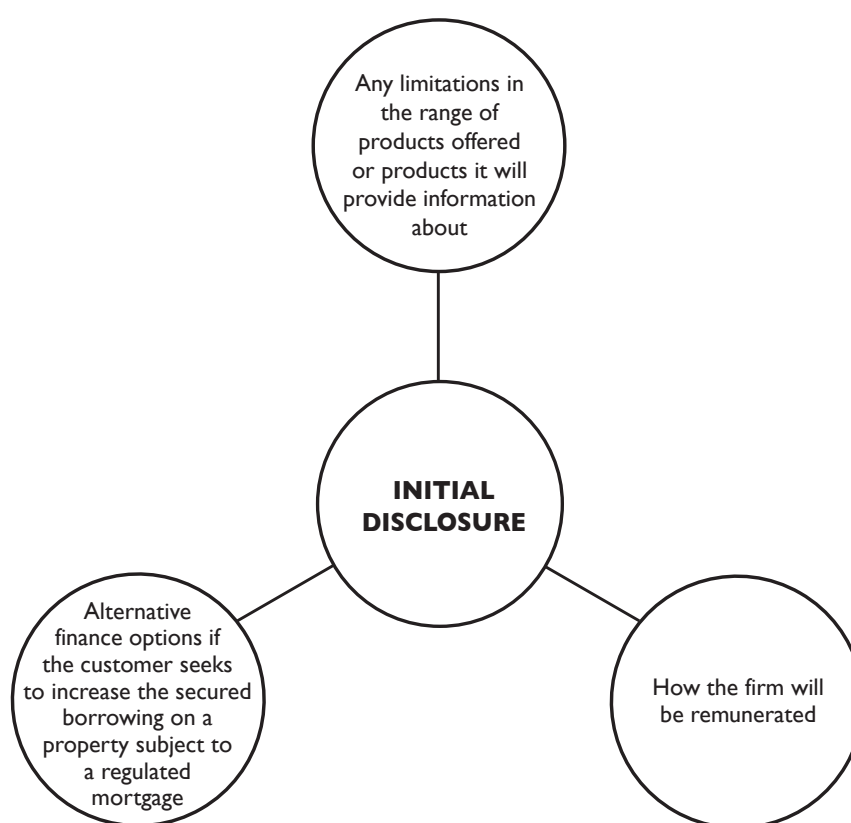 Any limitations in
the range of
products offered
or products it will
provide information
about
INITIAL
DISCLOSURE
Alternative
finance options if
the customer seeks
to increase the secured
borrowing on a
property subject to
a regulated
mortgage
How the firm will
be remunerated